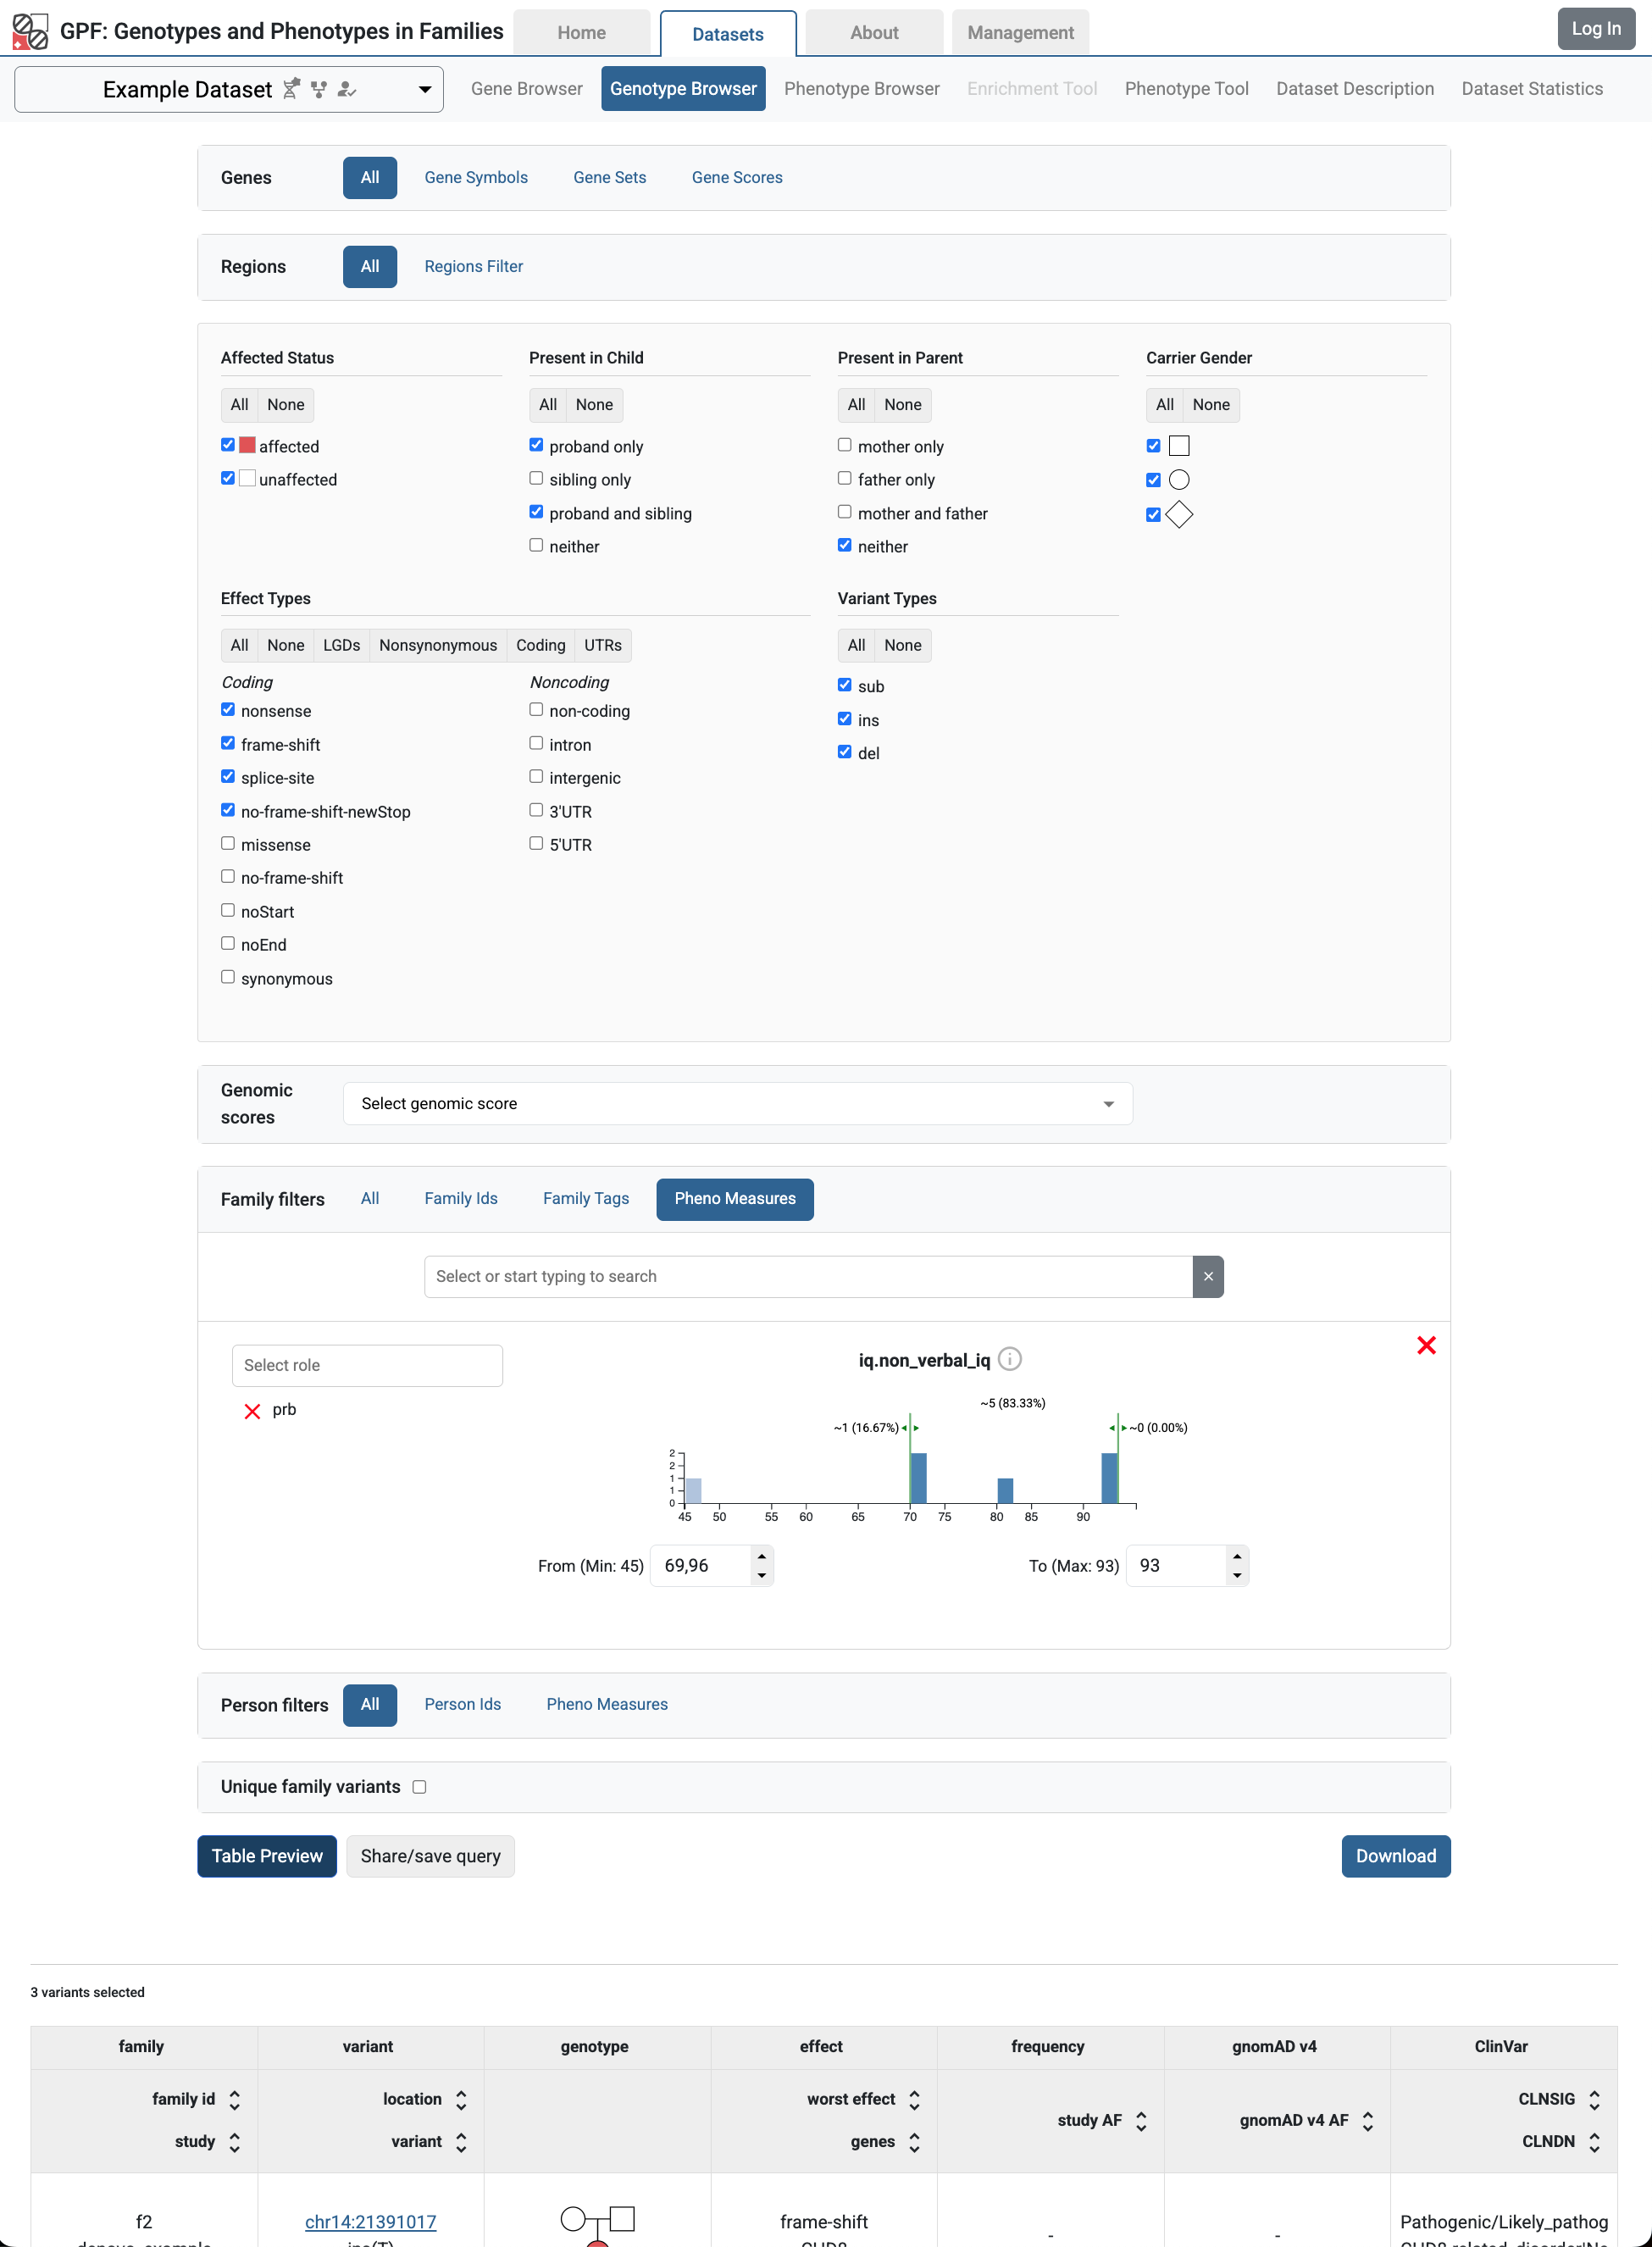 GPF: Genotypes and Phenotypes in Families Home Datasets About Management Log In
Example Dataset Gene Browser Genotype Browser Phenotype Browser Enrichment Tool Phenotype Tool Dataset Description Dataset Statistics
Genes All Gene Symbols Gene Sets Gene Scores
Regions All Regions Filter
Affected Status Present in Child Present in Parent Carrier Gender
All None All None All None All None
affected proband only mother only
unaffected sibling only father only
proband and sibling mother and father
neither neither
Effect Types Variant Types
All None LGDs Nonsynonymous Coding UTRs All None
Coding Noncoding sub
nonsense non-coding ins
frame-shift intron del
splice-site intergenic
no-frame-shift-newStop 3'UTR
missense 5'UTR
no-frame-shift
noStart
noEnd
synonymous
Genomic
scores
Select genomic score
Family filters All Family Ids Family Tags Pheno Measures
Select or start typing to search ×
Select role
prb
iq.non_verbal_iq
~5 (83.33%)
~1 (16.67%) ~0 (0.00%)
2
2
1
1
0
45 50 55 60 65 70 75 80 85 90
From (Min: 45) 69,96 To (Max: 93) 93
Person filters All Person Ids Pheno Measures
Unique family variants
Table Preview Share/save query Download
3 variants selected
family variant genotype effect frequency gnomAD v4 ClinVar
family id location worst effect study AF gnomAD v4 AF CLNSIG
study variant genes CLNDN
f2 chr14:21391017 frame-shift - - Pathogenic/Likely_pathog